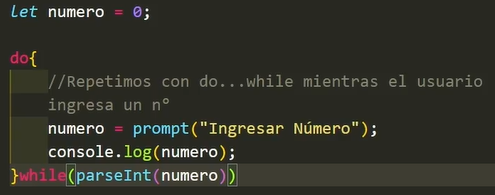 let numero = 0;
do{
//Repetimos con do...while mientras el usuario
ingresa un n°
numero = prompt("Ingresar Número");
console.log(numero);
}while(parseInt(numero))